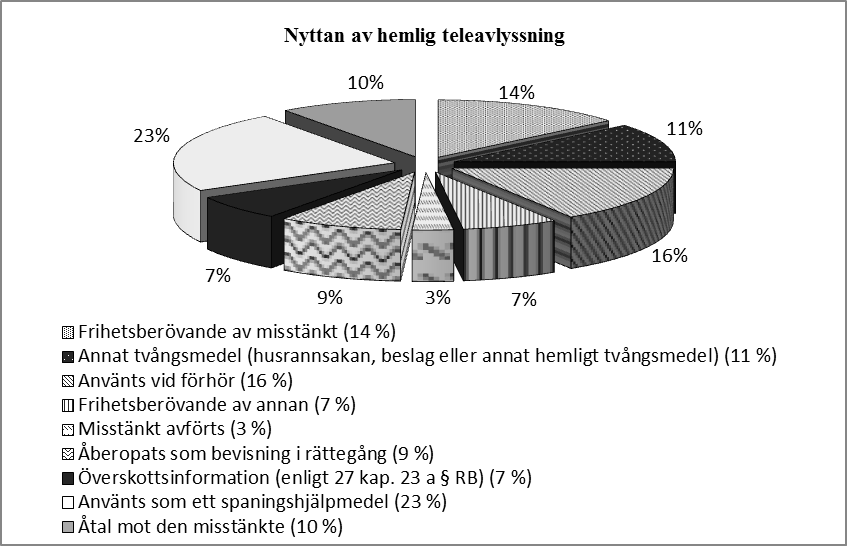 Nyttan av hemlig teleavlyssning
10%
14%
23%
11%
16%
7%
9%
3%
7%
Frihetsberövande av misstänkt (14 %)
Annat tvångsmedel (husrannsakan, beslag eller annat hemligt tvångsmedel) (11 %)
Använts vid förhör (16 %)
Frihetsberövande av annan (7 %)
Misstänkt avförts (3 %)
Åberopats som bevisning i rättegång (9 %)
Överskottsinformation (enligt 27 kap. 23 a § RB) (7 %)
Använts som ett spaningshjälpmedel (23 %)
Åtal mot den misstänkte (10 %)